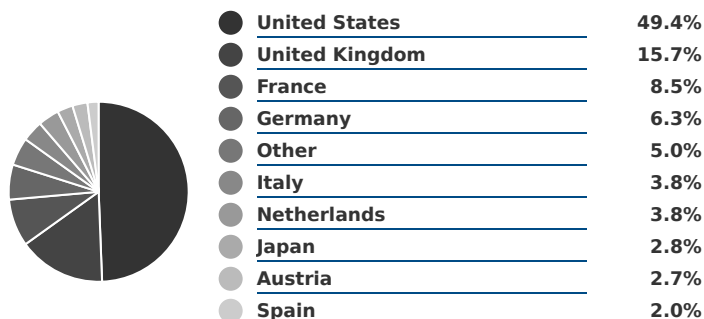 United States 49.4%
United Kingdom 15.7%
France 8.5%
Germany 6.3%
Other 5.0%
Italy 3.8%
Netherlands 3.8%
Japan 2.8%
Austria 2.7%
Spain 2.0%